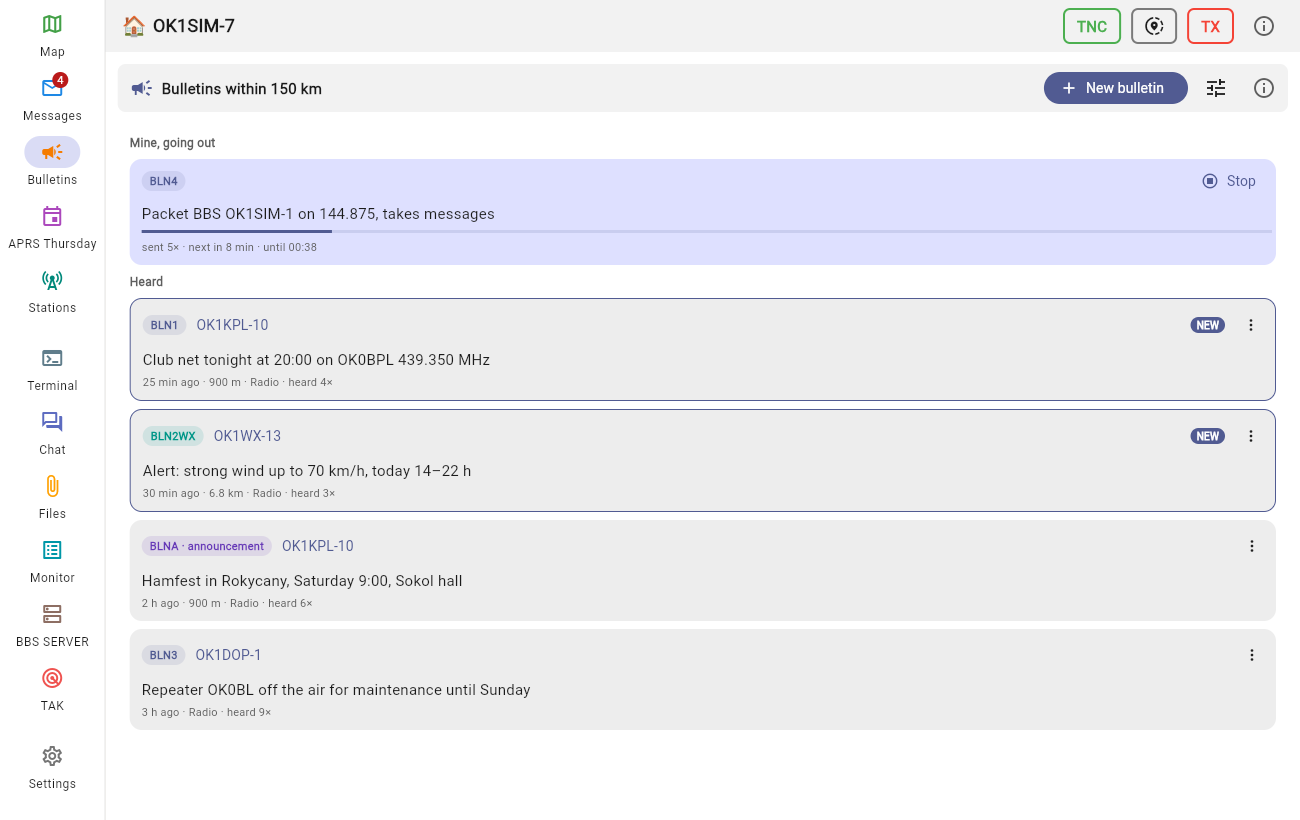 Map
4
Messages
Bulletins
APRS Thursday
Stations
Terminal
Chat
Files
Monitor
BBS SERVER
TAK
Settings
OK1SIM-7
TNC
TX
Bulletins within 150 km
New bulletin
Mine, going out
BLN4
Stop
Packet BBS OK1SIM-1 on 144.875, takes messages
sent 5× · next in 8 min · until 00:38
Heard
BLN1 OK1KPL-10 NEW
Club net tonight at 20:00 on OK0BPL 439.350 MHz
25 min ago · 900 m · Radio · heard 4×
BLN2WX OK1WX-13 NEW
Alert: strong wind up to 70 km/h, today 14–22 h
30 min ago · 6.8 km · Radio · heard 3×
BLNA · announcement OK1KPL-10
Hamfest in Rokycany, Saturday 9:00, Sokol hall
2 h ago · 900 m · Radio · heard 6×
BLN3 OK1DOP-1
Repeater OK0BL off the air for maintenance until Sunday
3 h ago · Radio · heard 9×